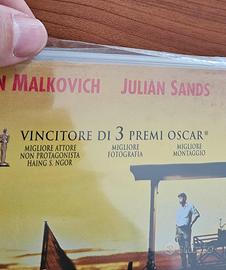 N MALKOVICH JULIAN SANDS
VINCITORE DI 3 PREMI OSCAR®
MIGLIORE ATTORE MIGLIORE MIGLIORE
NON PROTAGONISTA FOTOGRAFIA MONTAGGIO
HAING S. NGOR